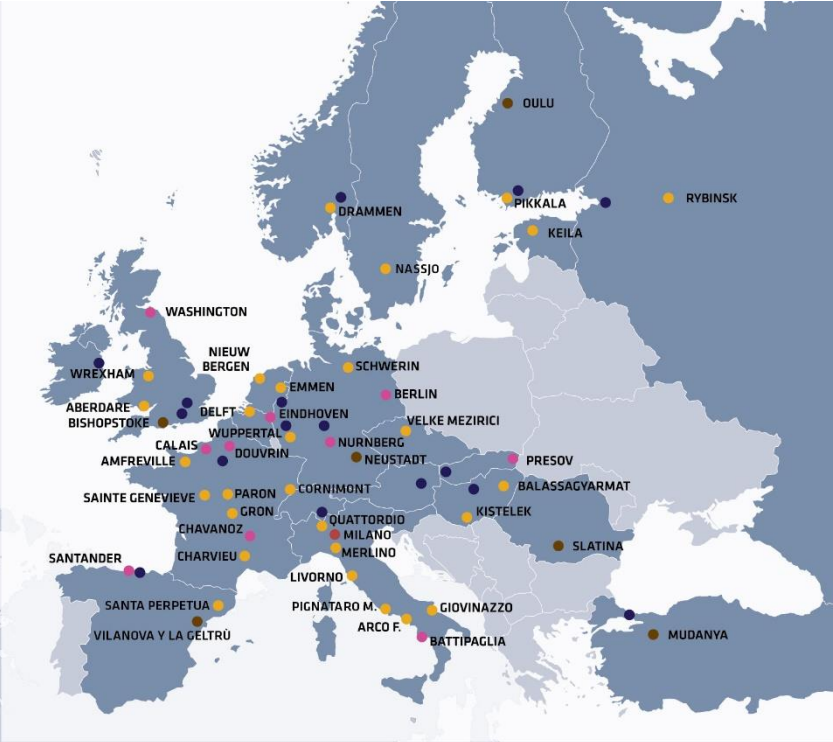 OULU
PIKKALA
RYBINSK
DRAMMEN
KEILA
NASSJO
WASHINGTON
NIEUW
BERGEN
SCHWERIN
WREXHAM
EMMEN
BERLIN
ABERDARE
DELFT
EINDHOVEN
BISHOPSTOKE
VELKE MEZIRICI
WUPPERTAL
CALAIS
NURNBERG
DOUVRIN
AMFREVILLE
NEUSTADT
PRESOV
BALASSAGYARMAT
CORNIMONT
SAINTE GENEVIEVE
PARON
GRON
KISTELEK
QUATTORDIO
CHAVANOZ
MILANO
SLATINA
MERLINO
CHARVIEU
SANTANDER
LIVORNO
SANTA PERPETUA
PIGNATARO M.
GIOVINAZZO
ARCO F.
VILANOVA Y LA GELTRÙ
MUDANYA
BATTIPAGLIA